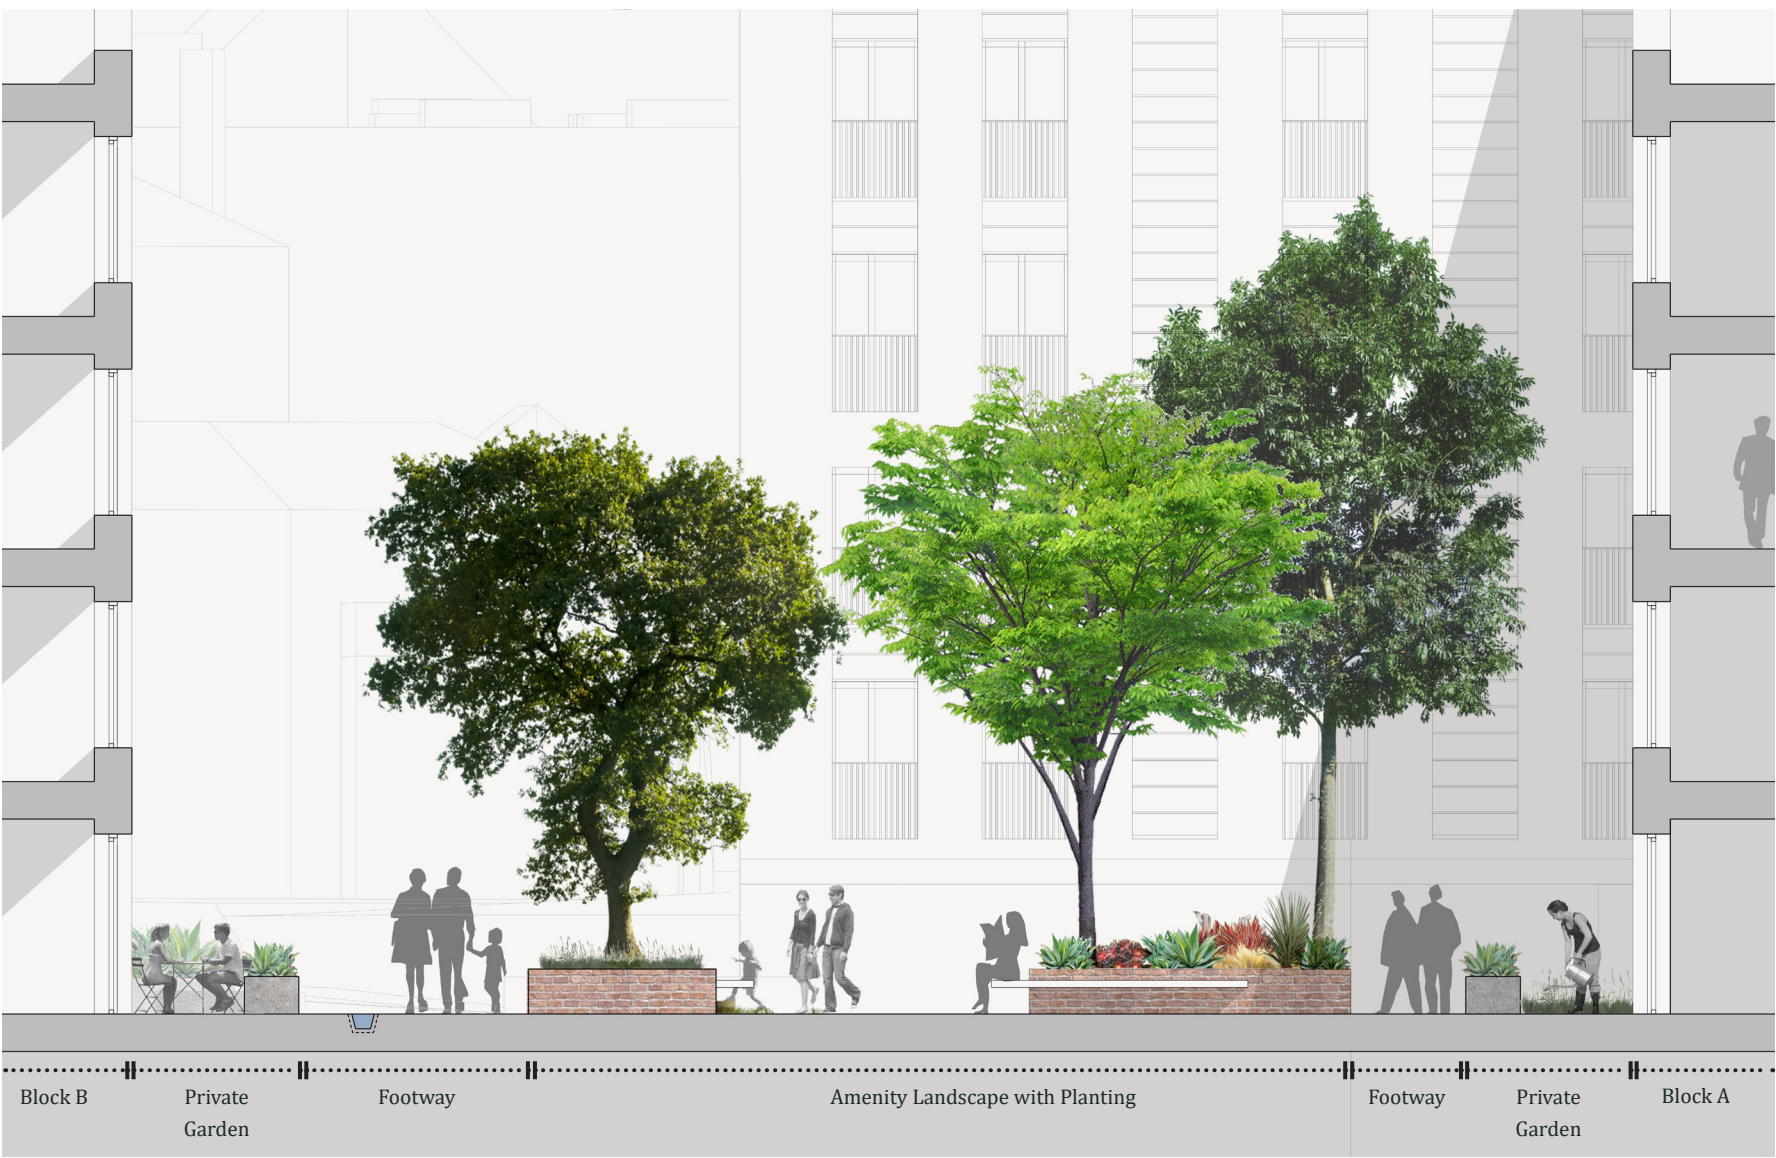 Block B
Private
Garden
Footway
Amenity Landscape with Planting
Footway
Private
Garden
Block A